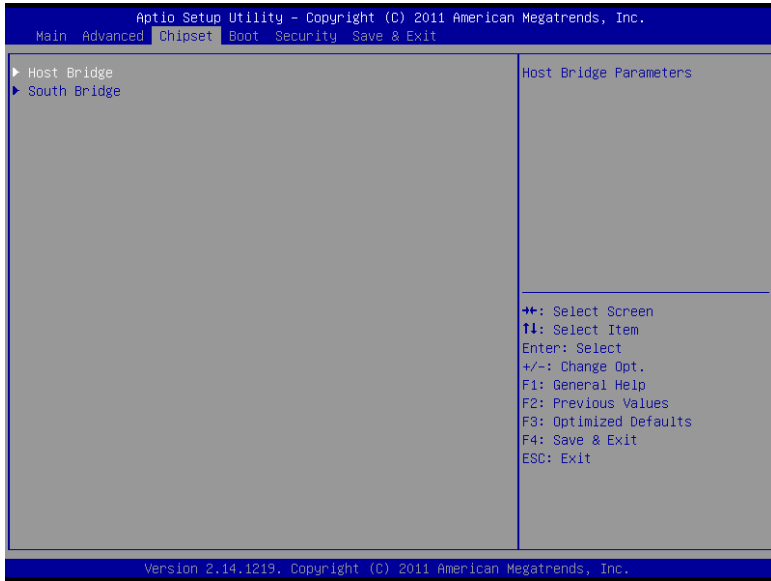 Aptio Setup Utility – Copyright (C) 2011 American Megatrends, Inc.
Main Advanced Chipset Boot Security Save & Exit
▶ Host Bridge
▶ South Bridge
Host Bridge Parameters
→←: Select Screen
↑↓: Select Item
Enter: Select
+/-: Change Opt.
F1: General Help
F2: Previous Values
F3: Optimized Defaults
F4: Save & Exit
ESC: Exit
Version 2.14.1219. Copyright (C) 2011 American Megatrends, Inc.